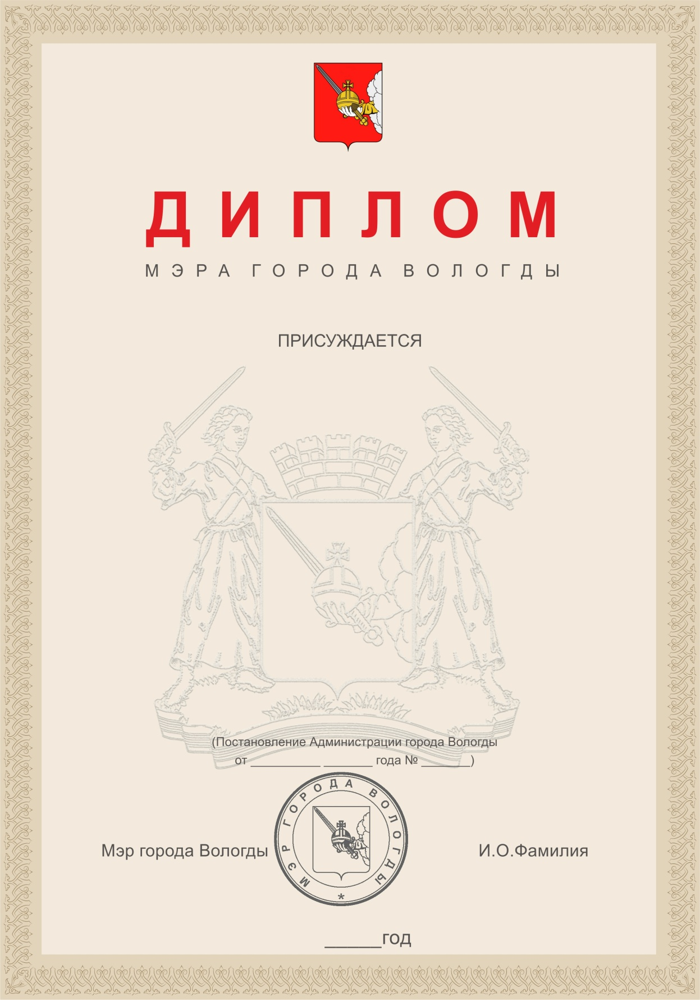 ДИПЛОМ
МЭРА ГОРОДА ВОЛОГДЫ
ПРИСУЖДАЕТСЯ
(Постановление Администрации города Вологды
от __________ _______ года № _______)
МЭР ГОРОДА ВОЛОГДЫ *
Мэр города Вологды
И.О.Фамилия
______год